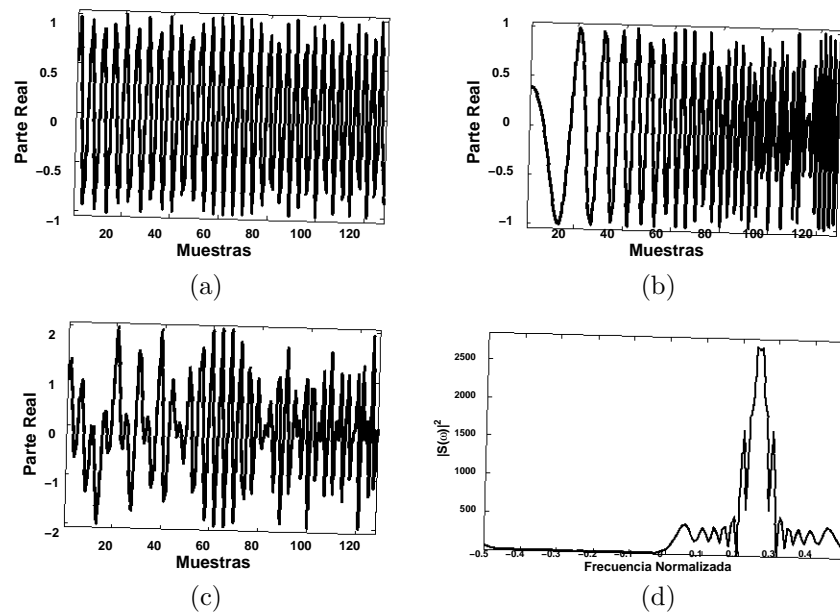 1
0.5
0
−0.5
−1
Parte Real
20 40 60 80 100 120
Muestras
(a)
1
0.5
0
−0.5
−1
Parte Real
20 40 60 80 100 120
Muestras
(b)
2
1
0
−1
−2
Parte Real
20 40 60 80 100 120
Muestras
(c)
2500
2000
1500
1000
500
|S(ω)|²
−0.5 −0.4 −0.3 −0.2 −0.1 0 0.1 0.2 0.3 0.4
Frecuencia Normalizada
(d)